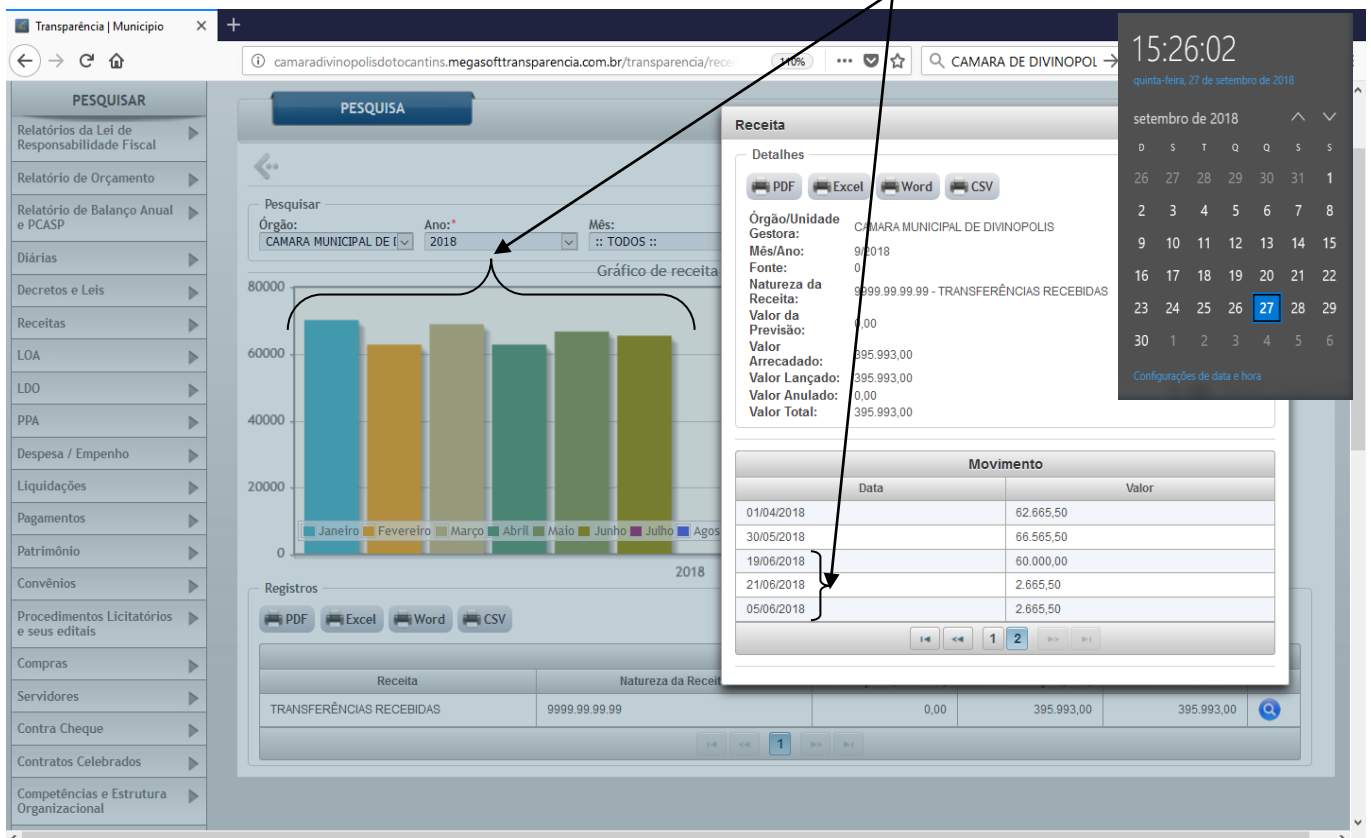 Transparência | Municipio
camaradivinopolisdotocantins.megasofttransparencia.com.br/transparencia/rece
110%
CAMARA DE DIVINOPOL
15:26:02
quinta-feira, 27 de setembro de 2018
setembro de 2018
D S T Q Q S S
26 27 28 29 30 31 1
2 3 4 5 6 7 8
9 10 11 12 13 14 15
16 17 18 19 20 21 22
23 24 25 26 27 28 29
30 1 2 3 4 5 6
Configurações de data e hora
PESQUISAR
Relatórios da Lei de
Responsabilidade Fiscal
Relatório de Orçamento
Relatório de Balanço Anual
e PCASP
Diárias
Decretos e Leis
Receitas
LOA
LDO
PPA
Despesa / Empenho
Liquidações
Pagamentos
Patrimônio
Convênios
Procedimentos Licitatórios
e seus editais
Compras
Servidores
Contra Cheque
Contratos Celebrados
Competências e Estrutura
Organizacional
PESQUISA
Pesquisar
Órgão: Ano:* Mês:
CAMARA MUNICIPAL DE 2018 :: TODOS ::
Gráfico de receita
80000
60000
40000
20000
0
Janeiro Fevereiro Março Abril Maio Junho Julho Agos
2018
Registros
PDF Excel Word CSV
Receita Natureza da Receit
TRANSFERÊNCIAS RECEBIDAS 9999.99.99.99 0,00 395.993,00 395.993,00
1
Receita
Detalhes
PDF Excel Word CSV
Órgão/Unidade
Gestora: CAMARA MUNICIPAL DE DIVINOPOLIS
Mês/Ano: 9/2018
Fonte: 0
Natureza da
Receita: 9999.99.99.99 - TRANSFERÊNCIAS RECEBIDAS
Valor da
Previsão: 0,00
Valor
Arrecadado: 395.993,00
Valor Lançado: 395.993,00
Valor Anulado: 0,00
Valor Total: 395.993,00
Movimento
Data Valor
01/04/2018 62.665,50
30/05/2018 66.565,50
19/06/2018 60.000,00
21/06/2018 2.665,50
05/06/2018 2.665,50
1 2